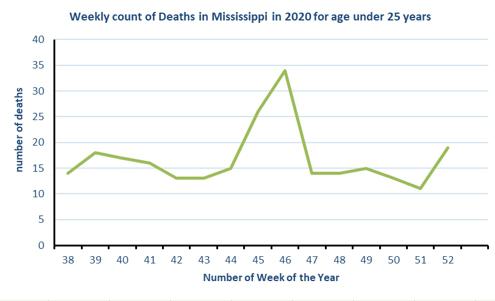 Weekly count of Deaths in Mississippi in 2020 for age under 25 years
40
35
30
25
20
15
10
5
0
number of deaths
38 39 40 41 42 43 44 45 46 47 48 49 50 51 52
Number of Week of the Year